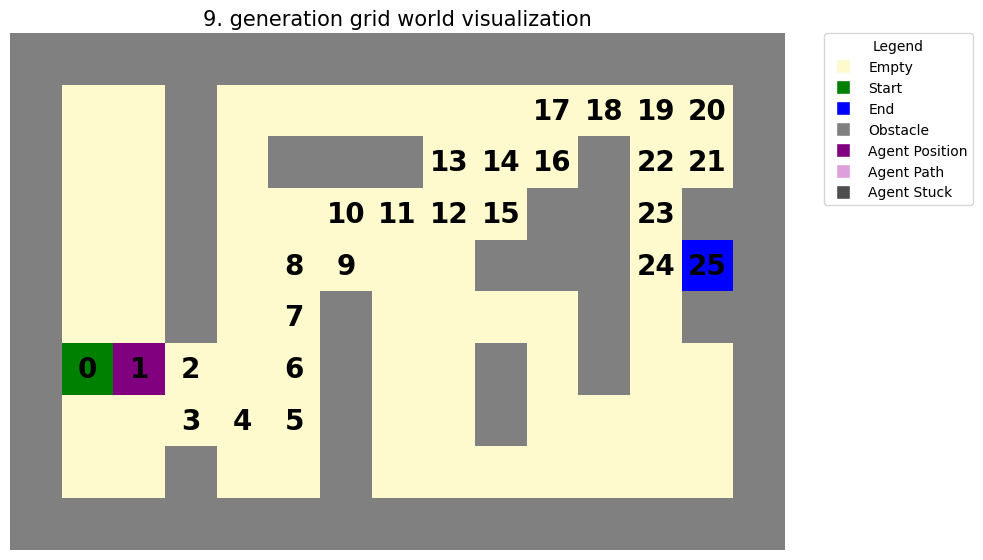 9. generation grid world visualization
Legend
Empty
Start
End
Obstacle
Agent Position
Agent Path
Agent Stuck
17 18 19 20
13 14 16 22 21
10 11 12 15 23
8 9 24 25
7
0 1 2 6
3 4 5